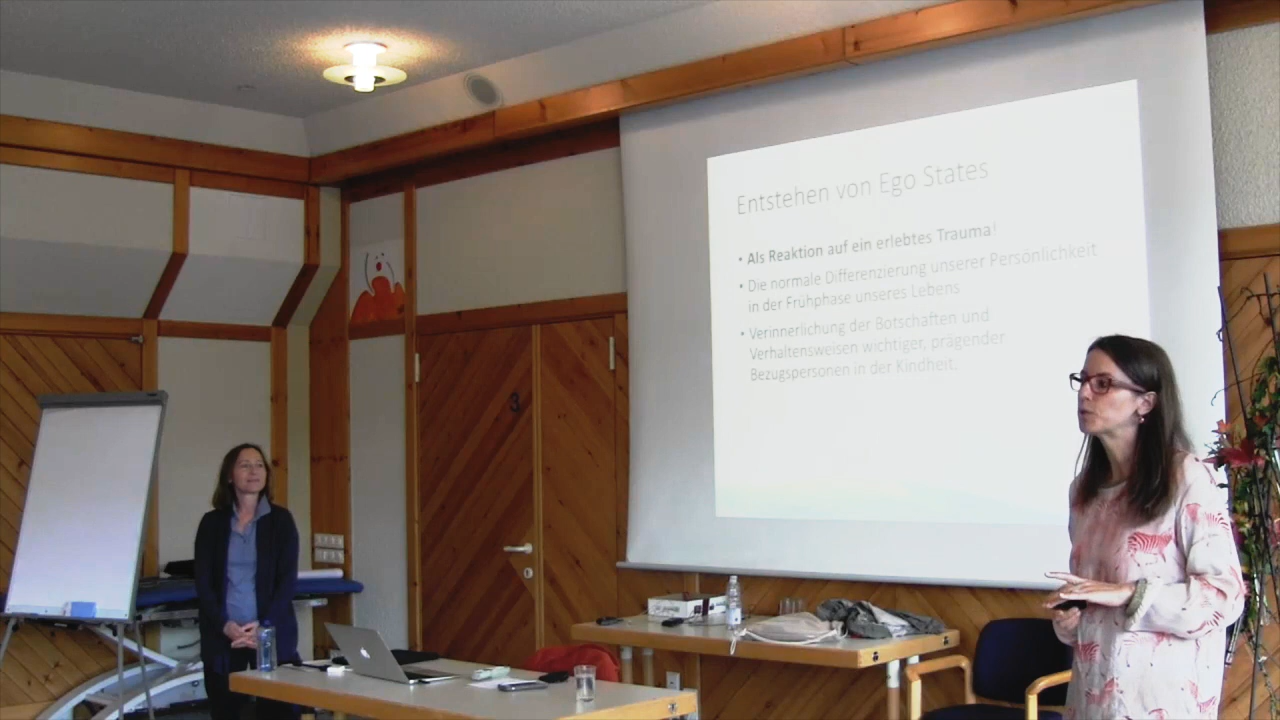 Entstehen von Ego States
• Als Reaktion auf ein erlebtes Trauma!
• Die normale Differenzierung unserer Persönlichkeit
in der Frühphase unseres Lebens
• Verinnerlichung der Botschaften und
Verhaltensweisen wichtiger, prägender
Bezugspersonen in der Kindheit.
3